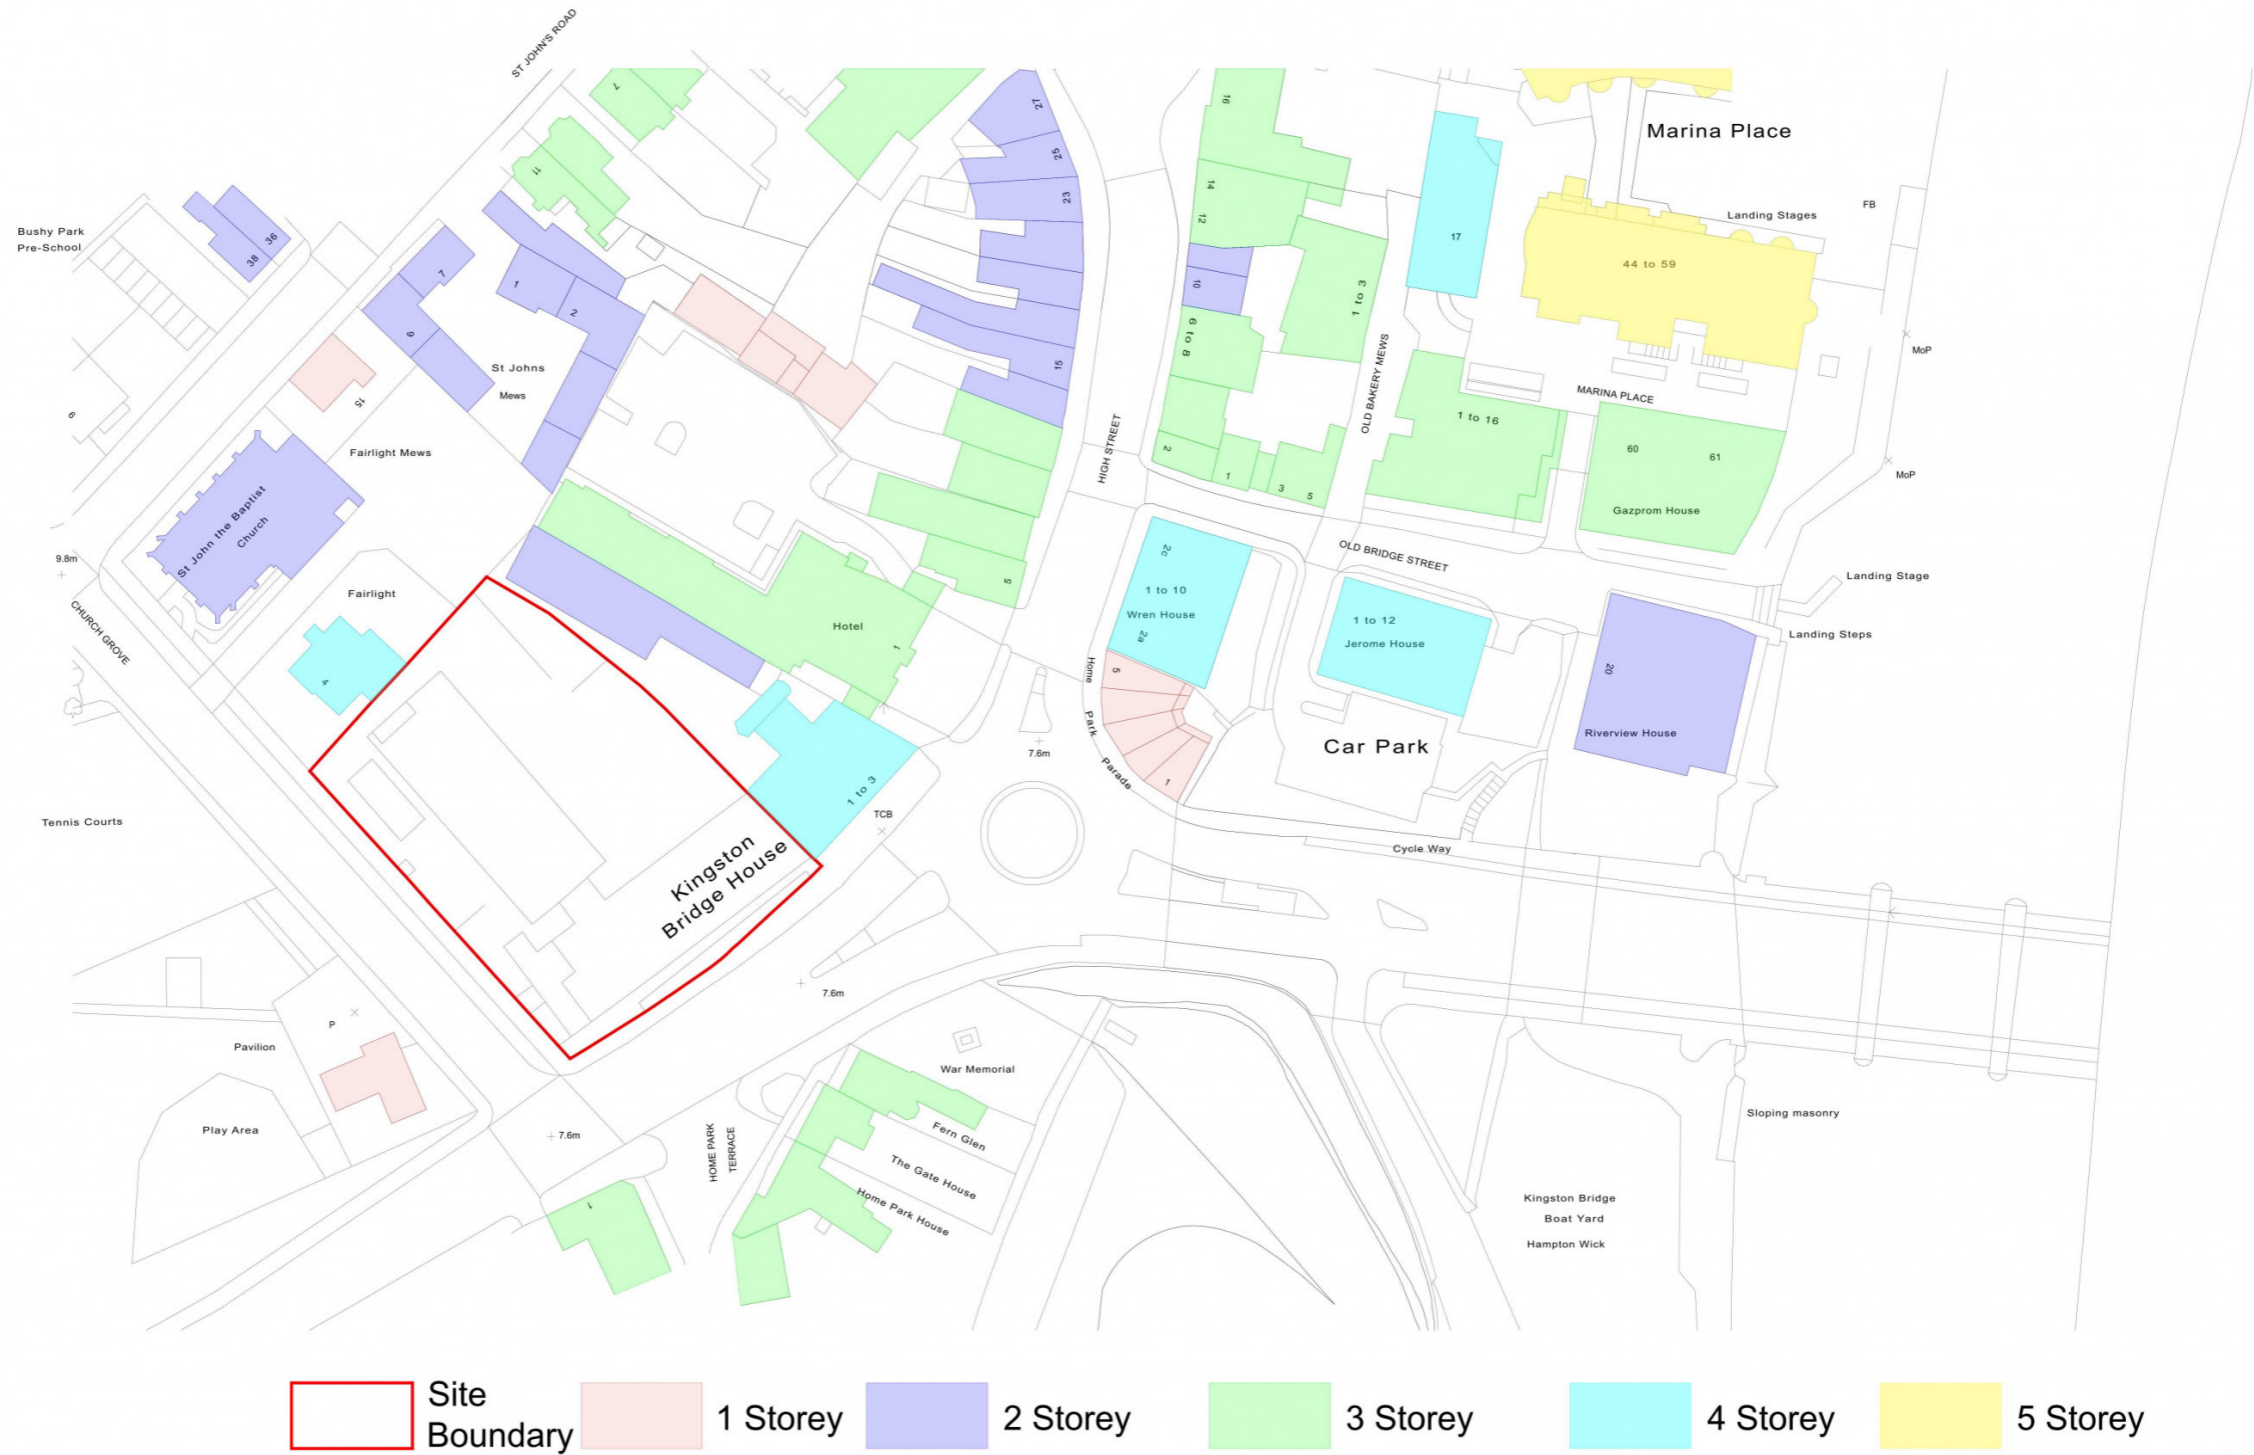 ST JOHN'S ROAD
7
27
16
Marina Place
25
11
14
23
12
Landing Stages
FB
Bushy Park
Pre-School
36
38
17
44 to 59
7
1
2
10
1 to 3
6 to 8
9
MoP
St Johns
Mews
15
OLD BAKERY MEWS
MARINA PLACE
15
9
1 to 16
HIGH STREET
60
61
Fairlight Mews
2
1
3
5
MoP
Gazprom House
St John the Baptist
Church
9.8m
OLD BRIDGE STREET
2c
1 to 10
Wren House
2a
Landing Stage
Fairlight
5
CHURCH GROVE
Hotel
1
1 to 12
Jerome House
Landing Steps
4
Home Park Parade
5
1
20
Riverview House
Car Park
7.6m
1 to 3
TCB
Tennis Courts
Kingston
Bridge House
Cycle Way
7.6m
P
Pavilion
War Memorial
Play Area
7.6m
HOME PARK
TERRACE
Fern Glen
The Gate House
Home Park House
Sloping masonry
1
Kingston Bridge
Boat Yard
Hampton Wick
Site
Boundary
1 Storey
2 Storey
3 Storey
4 Storey
5 Storey